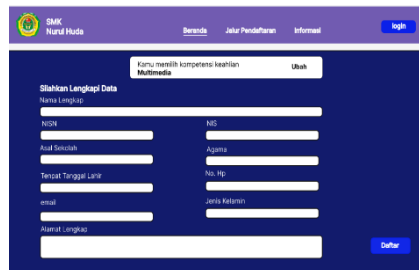 SMK
Nurul Huda
Beranda
Jalur Pendaftaran
Informasi
login
Kamu memilih kompetensi keahlian
Multimedia
Ubah
Silahkan Lengkapi Data
Nama Lengkap
NISN
NIS
Asal Sekolah
Agama
Tempat Tanggal Lahir
No. Hp
email
Jenis Kelamin
Alamat Lengkap
Daftar